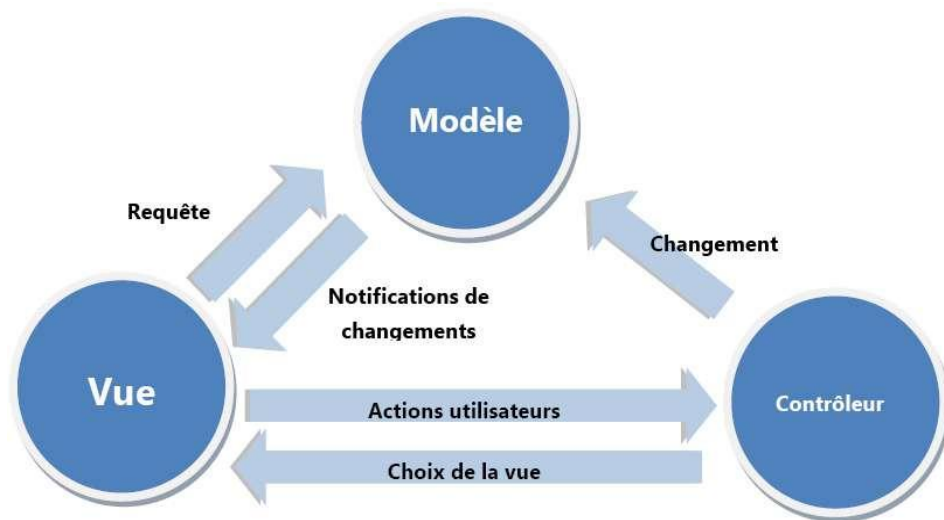 Modèle
Requête
Changement
Notifications de
changements
Vue
Contrôleur
Actions utilisateurs
Choix de la vue